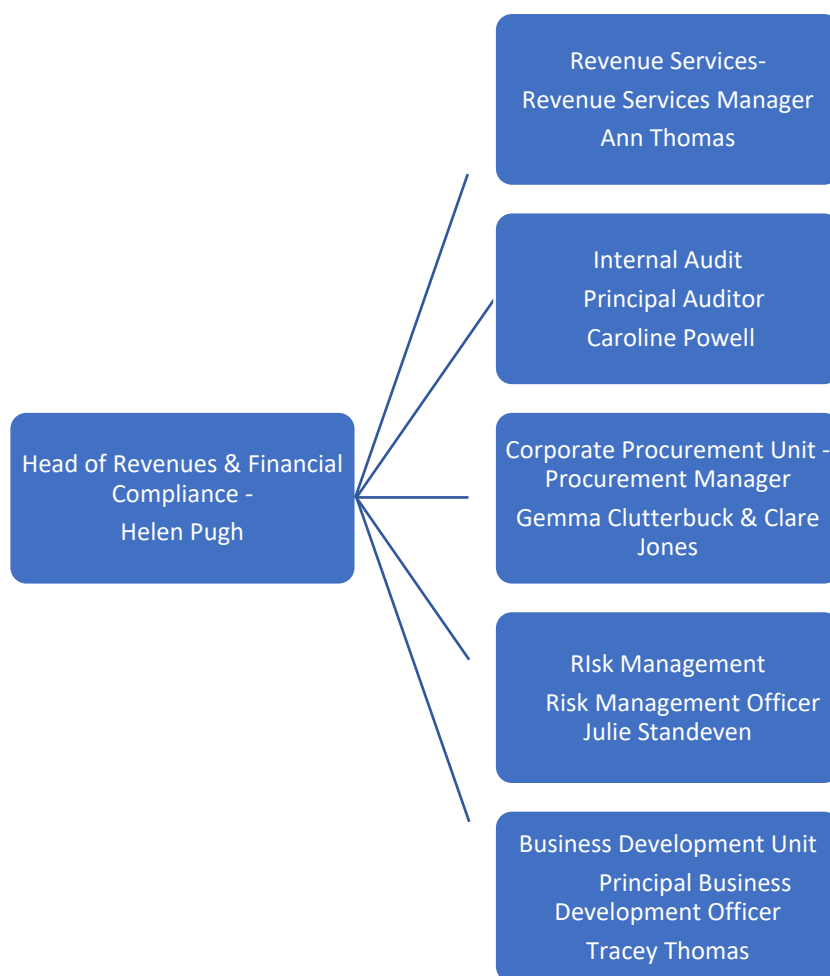 Revenue Services-
Revenue Services Manager
Ann Thomas
Internal Audit
Principal Auditor
Caroline Powell
Head of Revenues & Financial
Compliance -
Helen Pugh
Corporate Procurement Unit -
Procurement Manager
Gemma Clutterbuck & Clare
Jones
RIsk Management
Risk Management Officer
Julie Standeven
Business Development Unit
Principal Business
Development Officer
Tracey Thomas